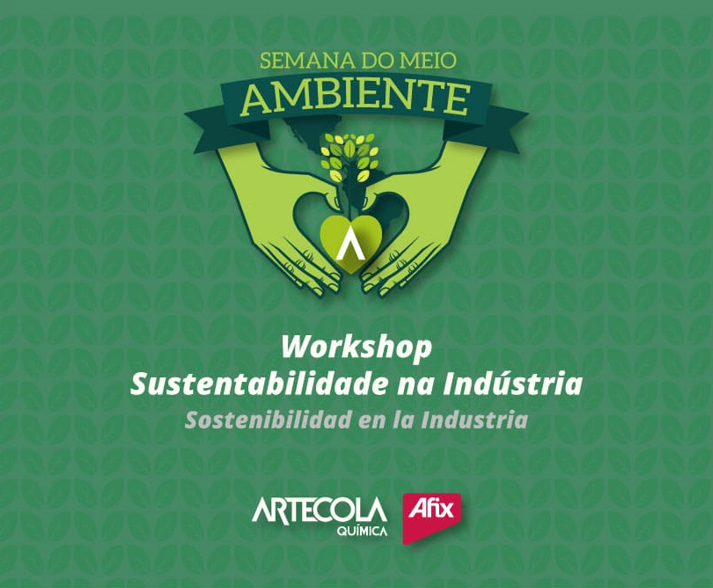 SEMANA DO MEIO
AMBIENTE
Workshop
Sustentabilidade na Indústria
Sostenibilidad en la Industria
ARTECOLA
QUÍMICA
Afix